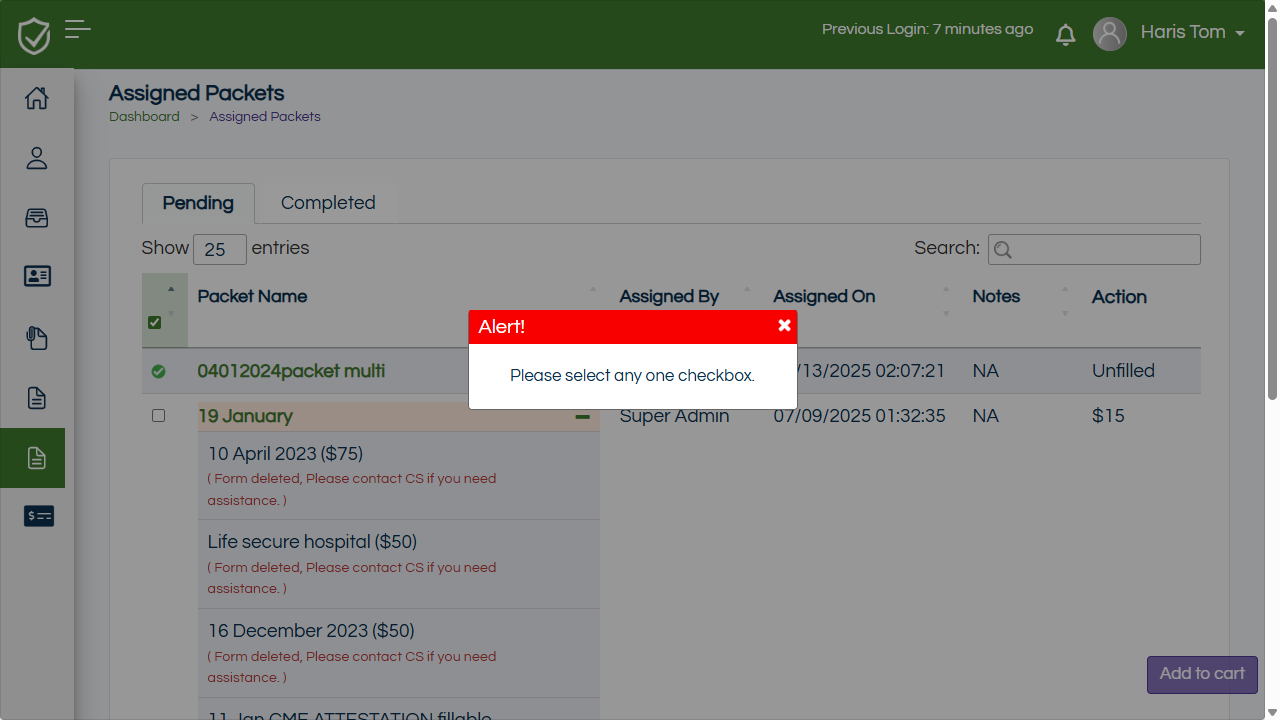 Previous Login: 7 minutes ago
Haris Tom
Assigned Packets
Dashboard > Assigned Packets
Pending
Completed
Show 25 entries
Search:
Packet Name
Assigned By
Assigned On
Notes
Action
Alert!
Please select any one checkbox.
04012024packet multi
/13/2025 02:07:21
NA
Unfilled
19 January
Super Admin
07/09/2025 01:32:35
NA
$15
10 April 2023 ($75)
( Form deleted, Please contact CS if you need
assistance. )
Life secure hospital ($50)
( Form deleted, Please contact CS if you need
assistance. )
16 December 2023 ($50)
( Form deleted, Please contact CS if you need
assistance. )
11 Jan CME ATTESTATION fillable
Add to cart